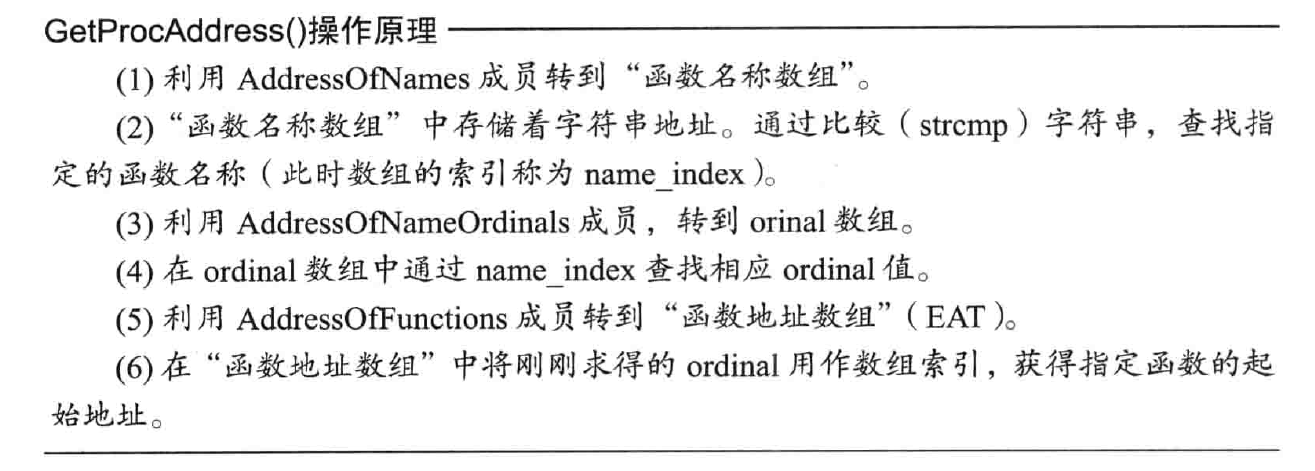 GetProcAddress()操作原理
(1) 利用 AddressOfNames 成员转到“函数名称数组”。
(2)“函数名称数组”中存储着字符串地址。通过比较（strcmp）字符串，查找指
定的函数名称（此时数组的索引称为 name_index）。
(3) 利用 AddressOfNameOrdinals 成员，转到 orinal 数组。
(4) 在 ordinal 数组中通过 name_index 查找相应 ordinal 值。
(5) 利用 AddressOfFunctions 成员转到“函数地址数组”（EAT）。
(6) 在“函数地址数组”中将刚刚求得的 ordinal 用作数组索引，获得指定函数的起
始地址。